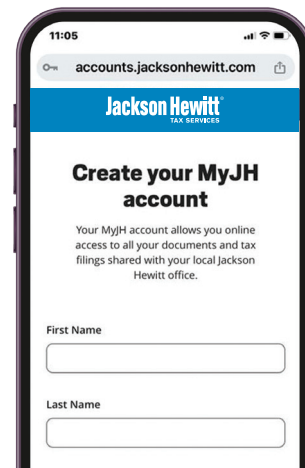 11:05
accounts.jacksonhewitt.com
Jackson Hewitt®
TAX SERVICES
Create your MyJH
account
Your MyJH account allows you online
access to all your documents and tax
filings shared with your local Jackson
Hewitt office.
First Name
Last Name